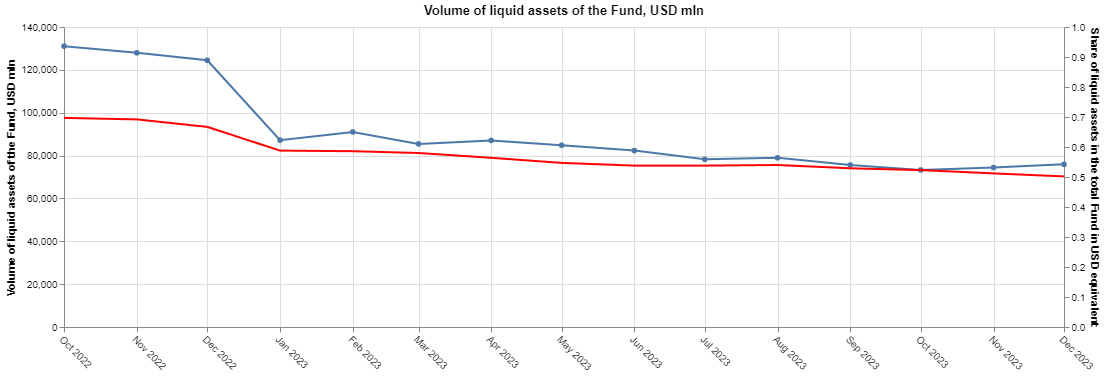 Volume of liquid assets of the Fund, USD mln
Volume of liquid assets of the Fund, USD mln
140,000
120,000
100,000
80,000
60,000
40,000
20,000
0
1.0
0.9
0.8
0.7
0.6
0.5
0.4
0.3
0.2
0.1
0.0
Share of liquid assets in the total Fund in USD equivalent
Oct 2022
Nov 2022
Dec 2022
Jan 2023
Feb 2023
Mar 2023
Apr 2023
May 2023
Jun 2023
Jul 2023
Aug 2023
Sep 2023
Oct 2023
Nov 2023
Dec 2023